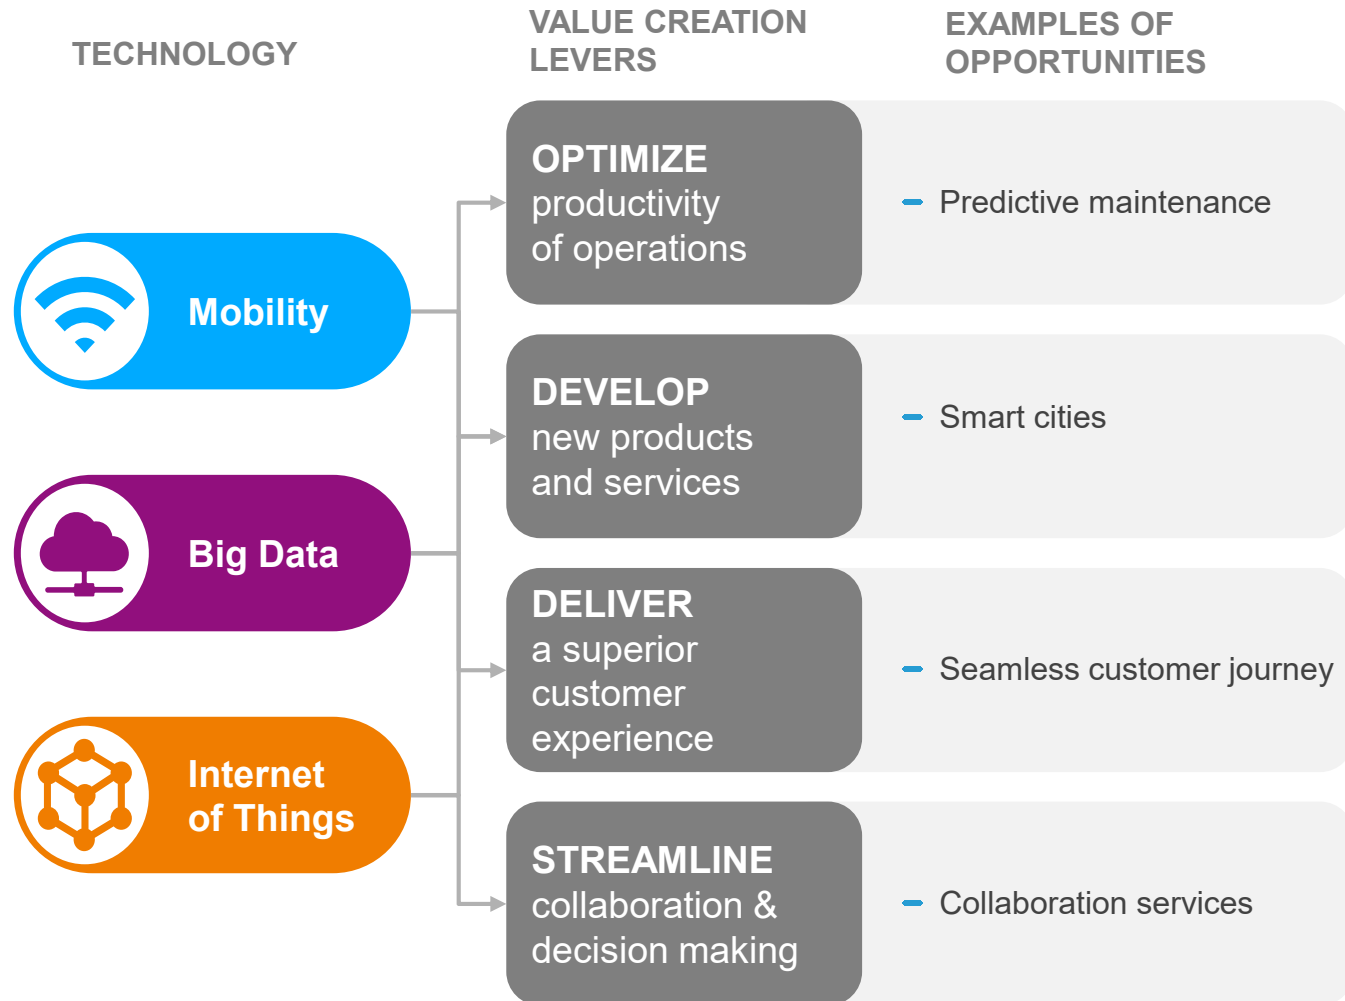 TECHNOLOGY
VALUE CREATION
LEVERS
EXAMPLES OF
OPPORTUNITIES
Mobility
Big Data
Internet
of Things
OPTIMIZE
productivity
of operations
Predictive maintenance
DEVELOP
new products
and services
Smart cities
DELIVER
a superior
customer
experience
Seamless customer journey
STREAMLINE
collaboration &
decision making
Collaboration services